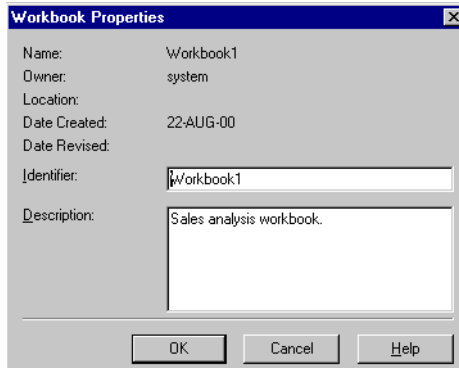 Workbook Properties
Name: Workbook1
Owner: system
Location:
Date Created: 22-AUG-00
Date Revised:
Identifier: Workbook1
Description: Sales analysis workbook.
OK Cancel Help